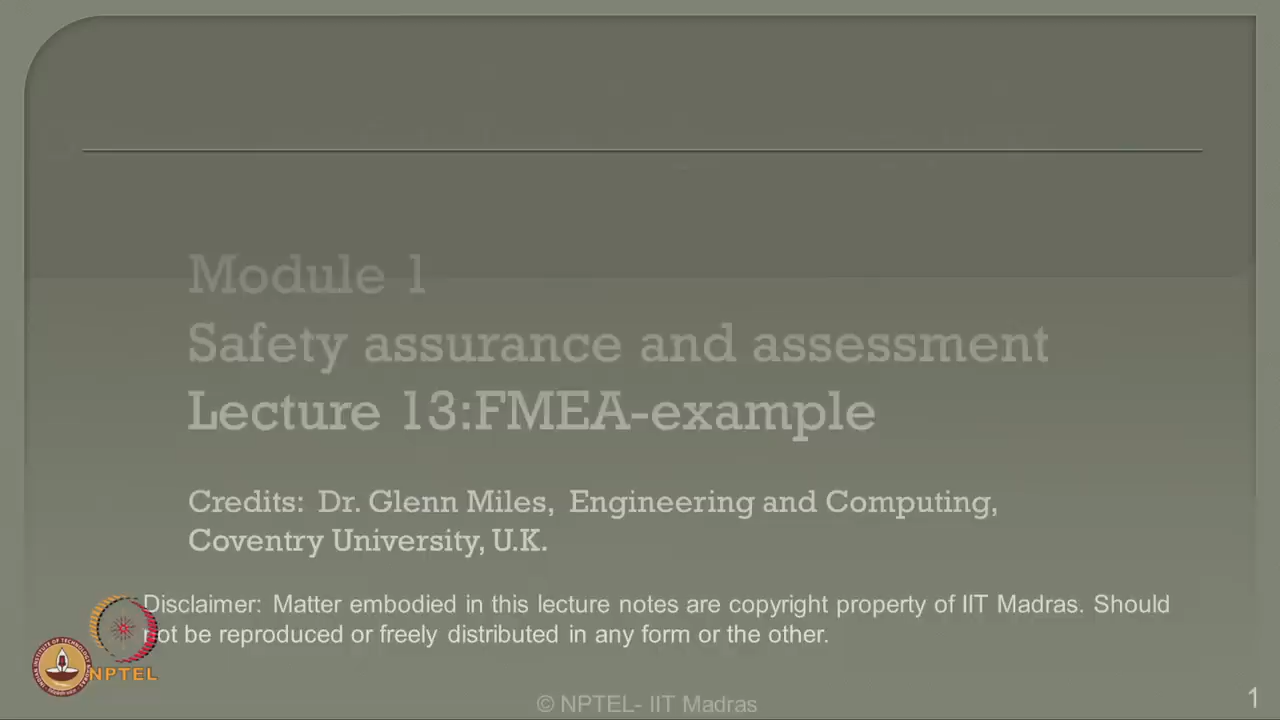 Module 1
Safety assurance and assessment
Lecture 13:FMEA-example
Credits: Dr. Glenn Miles, Engineering and Computing,
Coventry University, U.K.
Disclaimer: Matter embodied in this lecture notes are copyright property of IIT Madras. Should
not be reproduced or freely distributed in any form or the other.
NPTEL
© NPTEL- IIT Madras
1